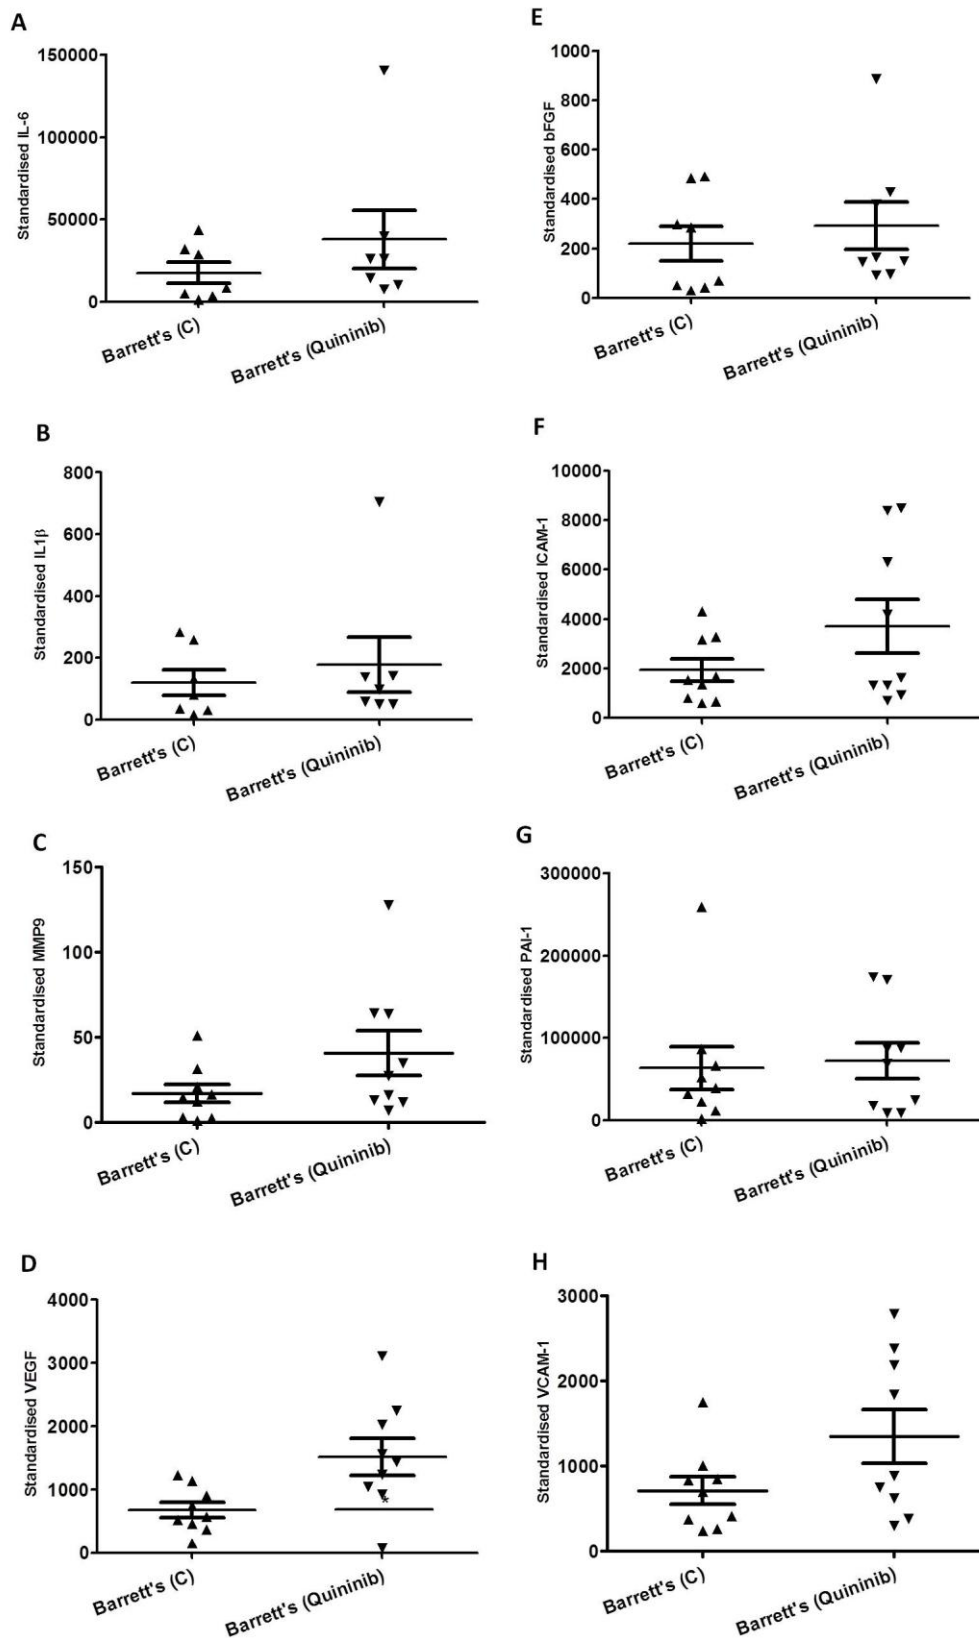 A
Standardised IL-6
150000
100000
50000
0
Barrett's (C)
Barrett's (Quininib)
B
Standardised IL1β
800
600
400
200
0
Barrett's (C)
Barrett's (Quininib)
C
Standardised MMP9
150
100
50
0
Barrett's (C)
Barrett's (Quininib)
D
Standardised VEGF
4000
3000
2000
1000
0
*
Barrett's (C)
Barrett's (Quininib)
E
Standardised bFGF
1000
800
600
400
200
0
Barrett's (C)
Barrett's (Quininib)
F
Standardised ICAM-1
10000
8000
6000
4000
2000
0
Barrett's (C)
Barrett's (Quininib)
G
Standardised PAI-1
300000
200000
100000
0
Barrett's (C)
Barrett's (Quininib)
H
Standardised VCAM-1
3000
2000
1000
0
Barrett's (C)
Barrett's (Quininib)